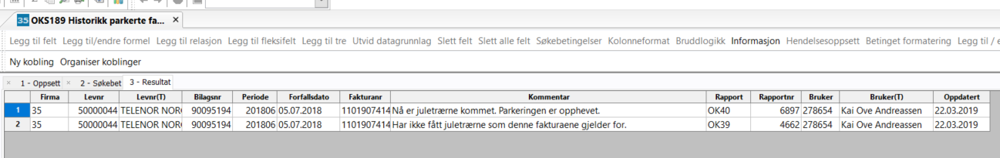 35 OKS189 Historikk parkerte fa... ×
Legg til felt Legg til/endre formel Legg til relasjon Legg til fleksifelt Legg til tre Utvid datagrunnlag Slett felt Slett alle felt Søkebetingelser Kolonneformat Bruddlogikk Informasjon Hendelsesoppsett Betinget formatering Legg til / e
Ny kobling Organiser koblinger
× 1 - Oppsett × 2 - Søkebet 3 - Resultat
Firma Levnr Levnr(T) Bilagsnr Periode Forfallsdato Fakturanr Kommentar Rapport Rapportnr Bruker Bruker(T) Oppdatert
1 35 50000044 TELENOR NOR 90095194 201806 05.07.2018 1101907414 Nå er juletrærne kommet. Parkeringen er opphevet. OK40 6897 278654 Kai Ove Andreassen 22.03.2019
2 35 50000044 TELENOR NOR 90095194 201806 05.07.2018 1101907414 Har ikke fått juletrærne som denne fakturaene gjelder for. OK39 4662 278654 Kai Ove Andreassen 22.03.2019